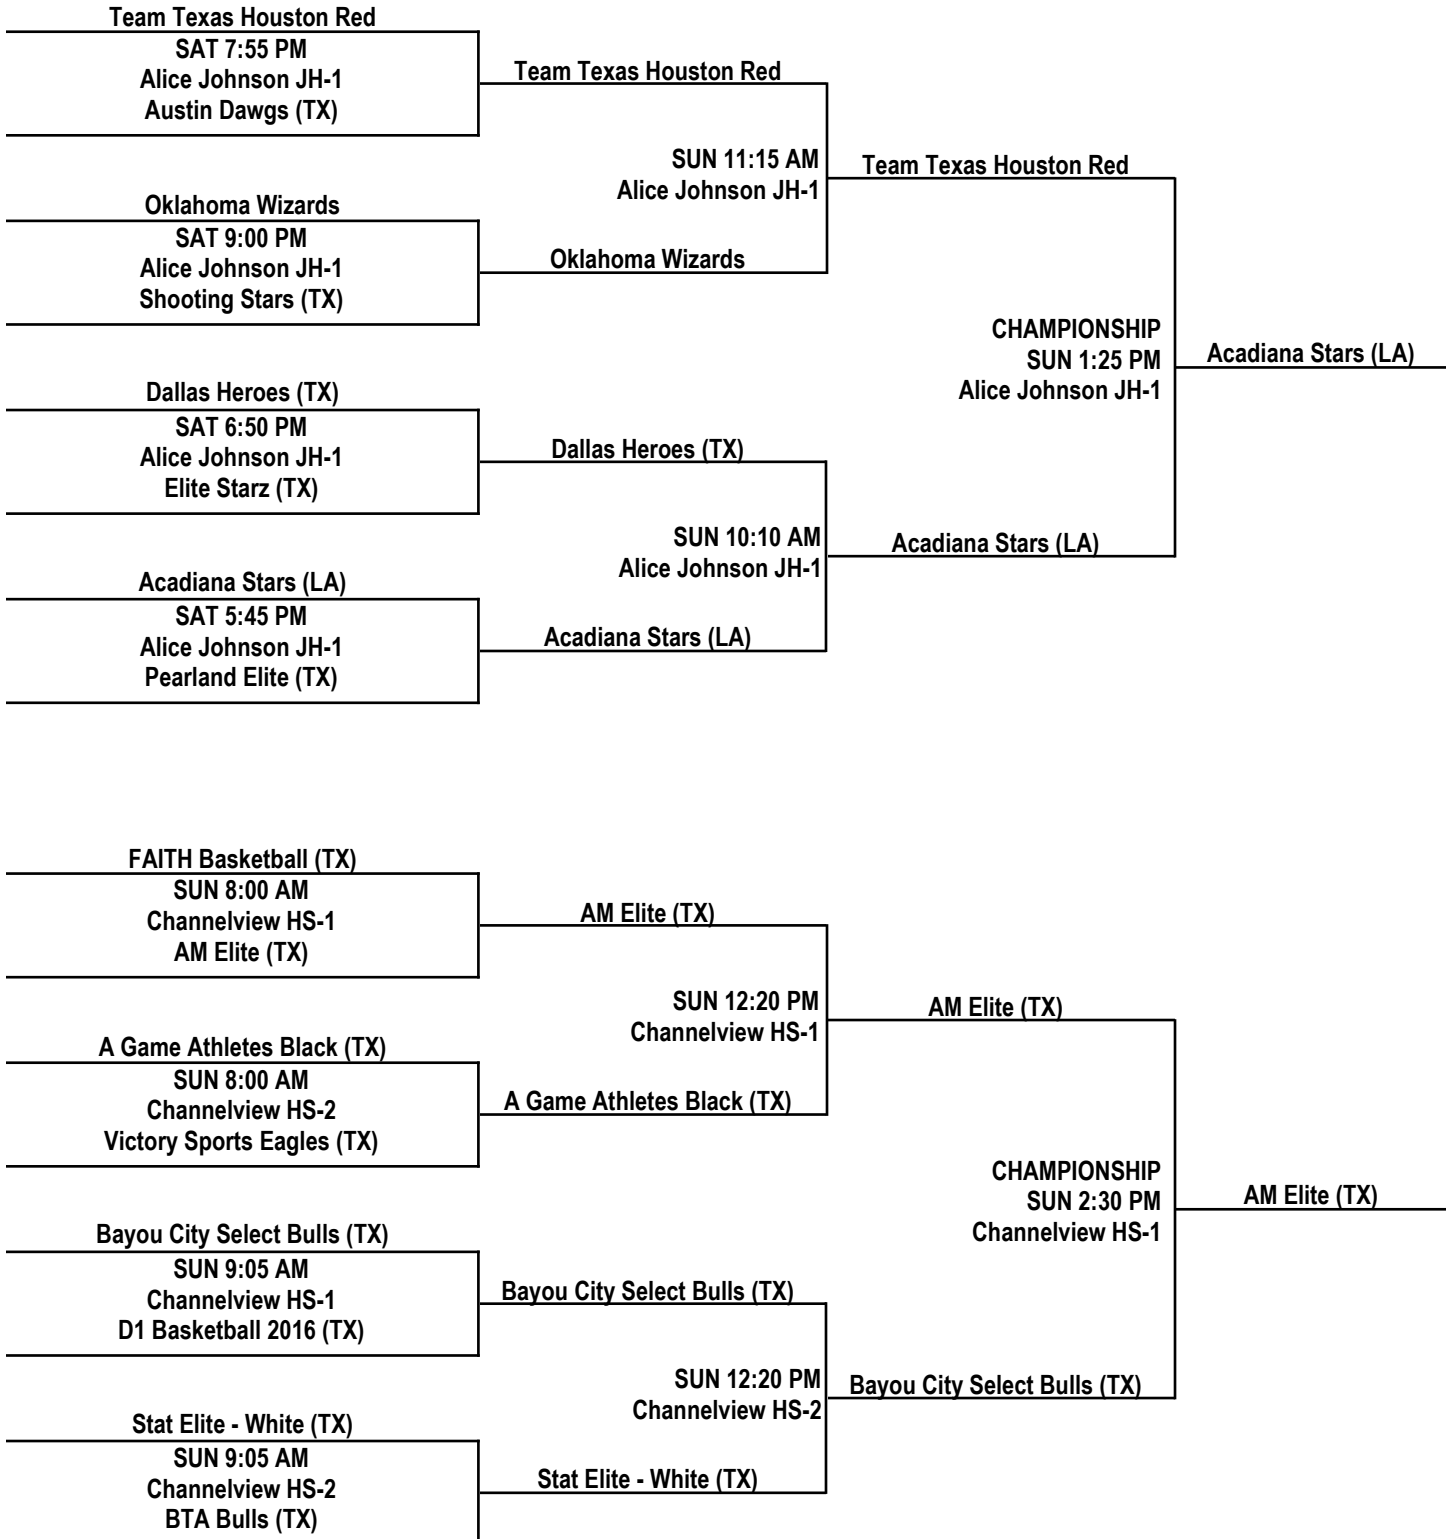 Team Texas Houston Red
SAT 7:55 PM
Alice Johnson JH-1
Austin Dawgs (TX)
Team Texas Houston Red
SUN 11:15 AM
Alice Johnson JH-1
Team Texas Houston Red
Oklahoma Wizards
SAT 9:00 PM
Alice Johnson JH-1
Shooting Stars (TX)
Oklahoma Wizards
CHAMPIONSHIP
SUN 1:25 PM
Alice Johnson JH-1
Acadiana Stars (LA)
Dallas Heroes (TX)
SAT 6:50 PM
Alice Johnson JH-1
Elite Starz (TX)
Dallas Heroes (TX)
SUN 10:10 AM
Alice Johnson JH-1
Acadiana Stars (LA)
Acadiana Stars (LA)
SAT 5:45 PM
Alice Johnson JH-1
Pearland Elite (TX)
Acadiana Stars (LA)
FAITH Basketball (TX)
SUN 8:00 AM
Channelview HS-1
AM Elite (TX)
AM Elite (TX)
SUN 12:20 PM
Channelview HS-1
AM Elite (TX)
A Game Athletes Black (TX)
SUN 8:00 AM
Channelview HS-2
Victory Sports Eagles (TX)
A Game Athletes Black (TX)
CHAMPIONSHIP
SUN 2:30 PM
Channelview HS-1
AM Elite (TX)
Bayou City Select Bulls (TX)
SUN 9:05 AM
Channelview HS-1
D1 Basketball 2016 (TX)
Bayou City Select Bulls (TX)
SUN 12:20 PM
Channelview HS-2
Bayou City Select Bulls (TX)
Stat Elite - White (TX)
SUN 9:05 AM
Channelview HS-2
BTA Bulls (TX)
Stat Elite - White (TX)